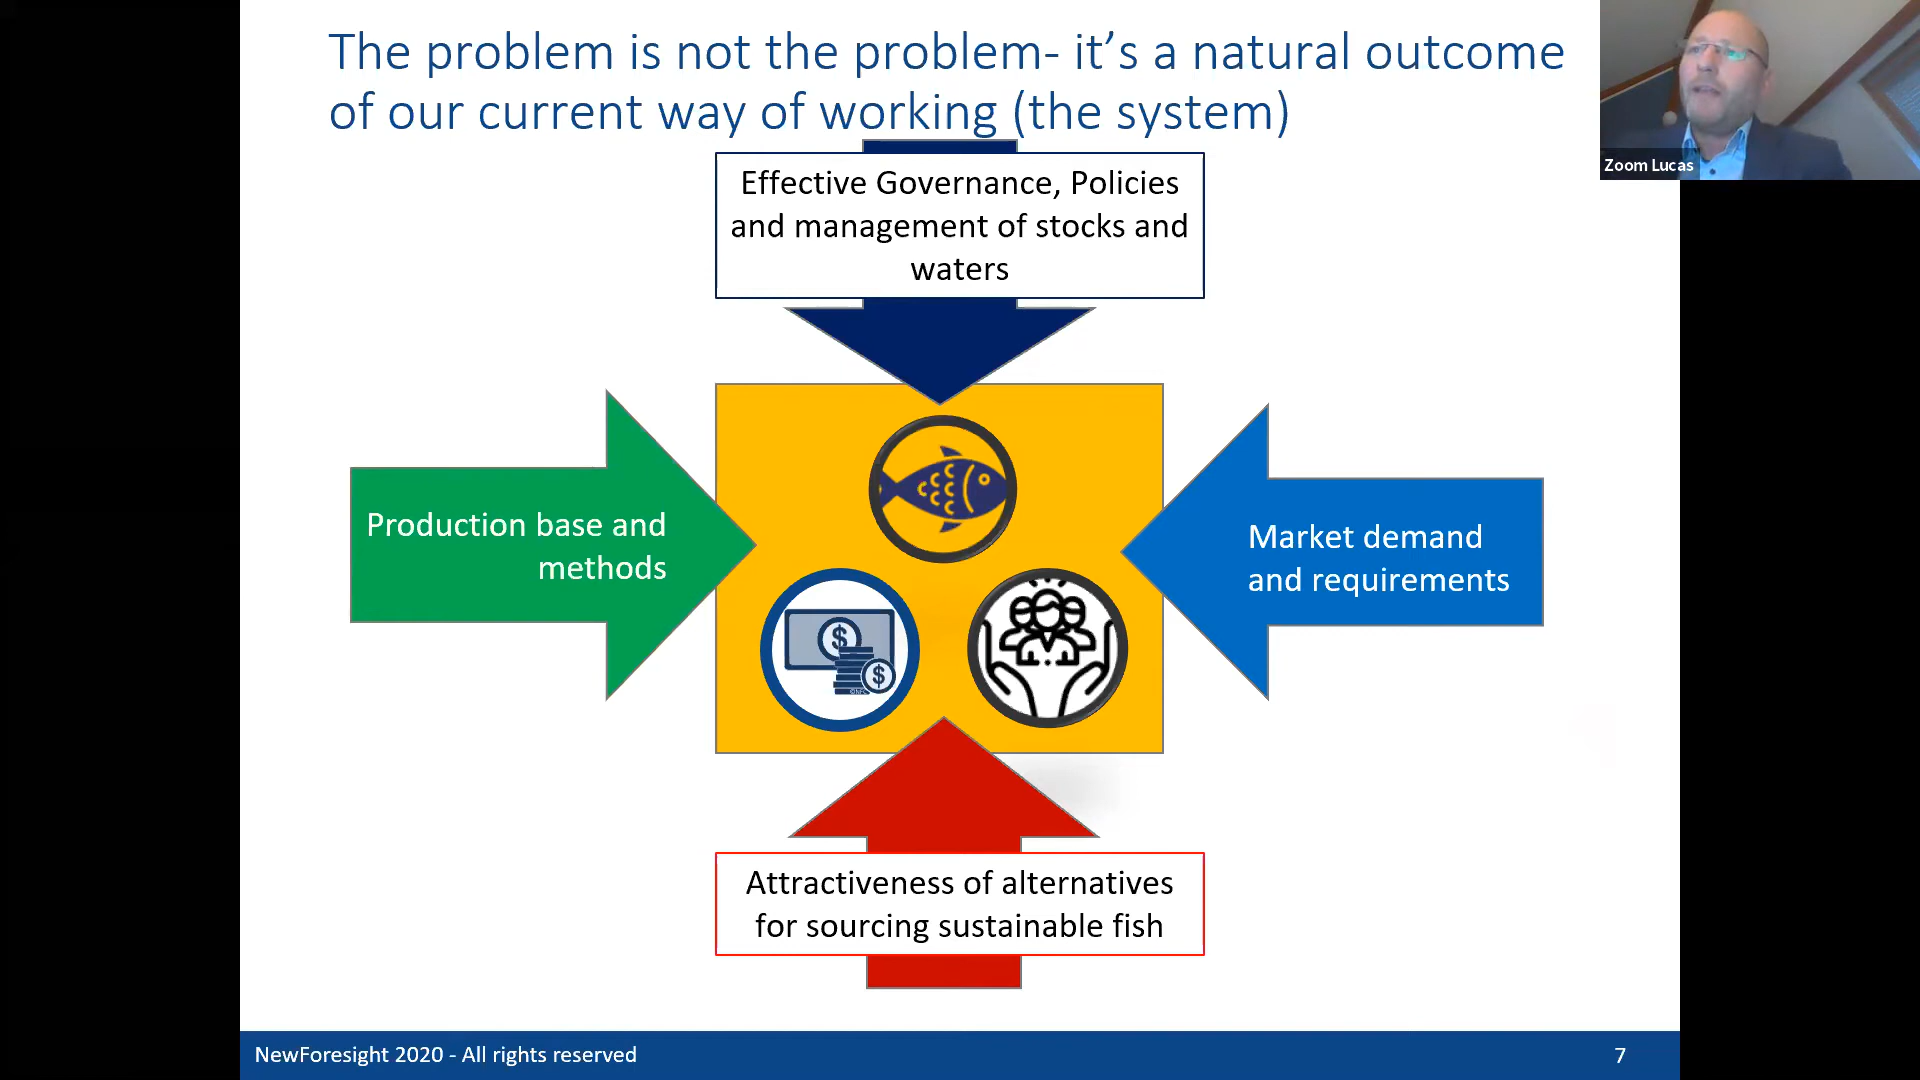 The problem is not the problem- it’s a natural outcome
of our current way of working (the system)
Zoom Lucas
Effective Governance, Policies
and management of stocks and
waters
Production base and
methods
Market demand
and requirements
$
$
Attractiveness of alternatives
for sourcing sustainable fish
NewForesight 2020 - All rights reserved
7